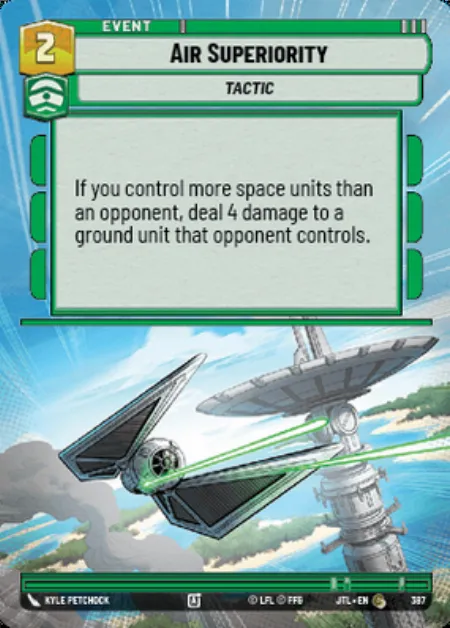 EVENT
2
AIR SUPERIORITY
TACTIC
If you control more space units than
an opponent, deal 4 damage to a
ground unit that opponent controls.
KYLE PETCHOCK
© LFL © FFG
JTL • EN
387